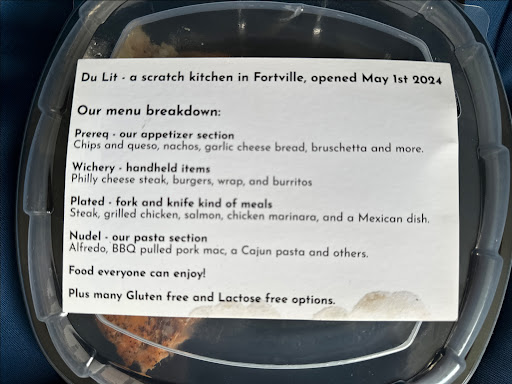 Du Lit - a scratch kitchen in Fortville, opened May 1st 2024
Our menu breakdown:
Prereq - our appetizer section
Chips and queso, nachos, garlic cheese bread, bruschetta and more.
Wichery - handheld items
Philly cheese steak, burgers, wrap, and burritos
Plated - fork and knife kind of meals
Steak, grilled chicken, salmon, chicken marinara, and a Mexican dish.
Nudel - our pasta section
Alfredo, BBQ pulled pork mac, a Cajun pasta and others.
Food everyone can enjoy!
Plus many Gluten free and Lactose free options.